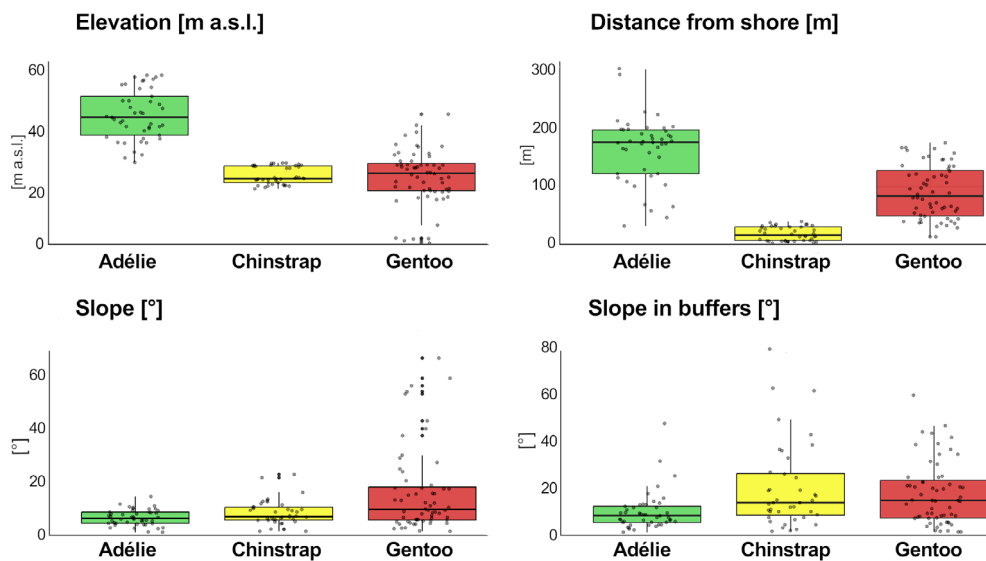 Elevation [m a.s.l.]
[m a.s.l.]
60
40
20
0
Adélie Chinstrap Gentoo
Distance from shore [m]
[m]
300
200
100
0
Adélie Chinstrap Gentoo
Slope [°]
[°]
60
40
20
0
Adélie Chinstrap Gentoo
Slope in buffers [°]
[°]
80
60
40
20
0
Adélie Chinstrap Gentoo